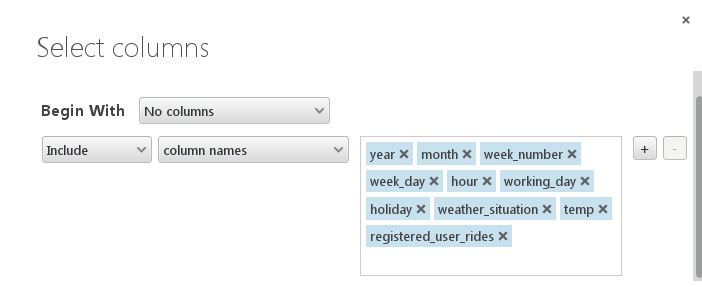 Select columns
Begin With No columns
Include column names
year month week_number
week_day hour working_day
holiday weather_situation temp
registered_user_rides
+ -